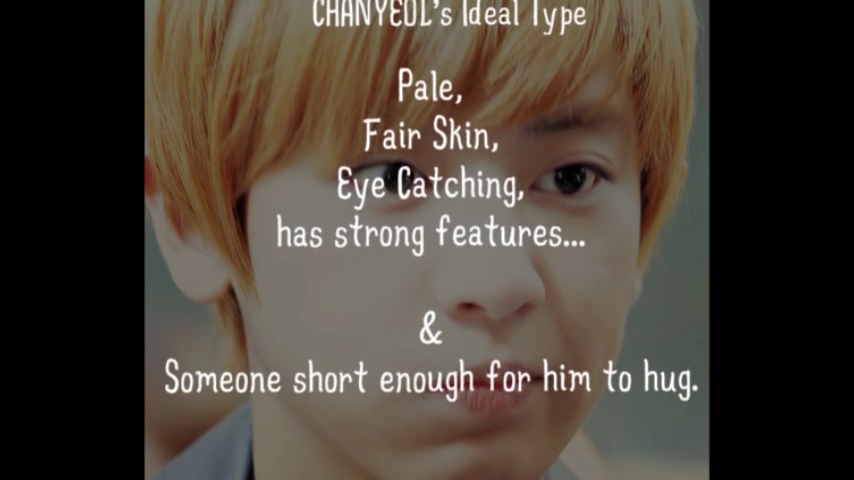 CHANYEOL's Ideal Type
Pale,
Fair Skin,
Eye Catching,
has strong features...
&
Someone short enough for him to hug.